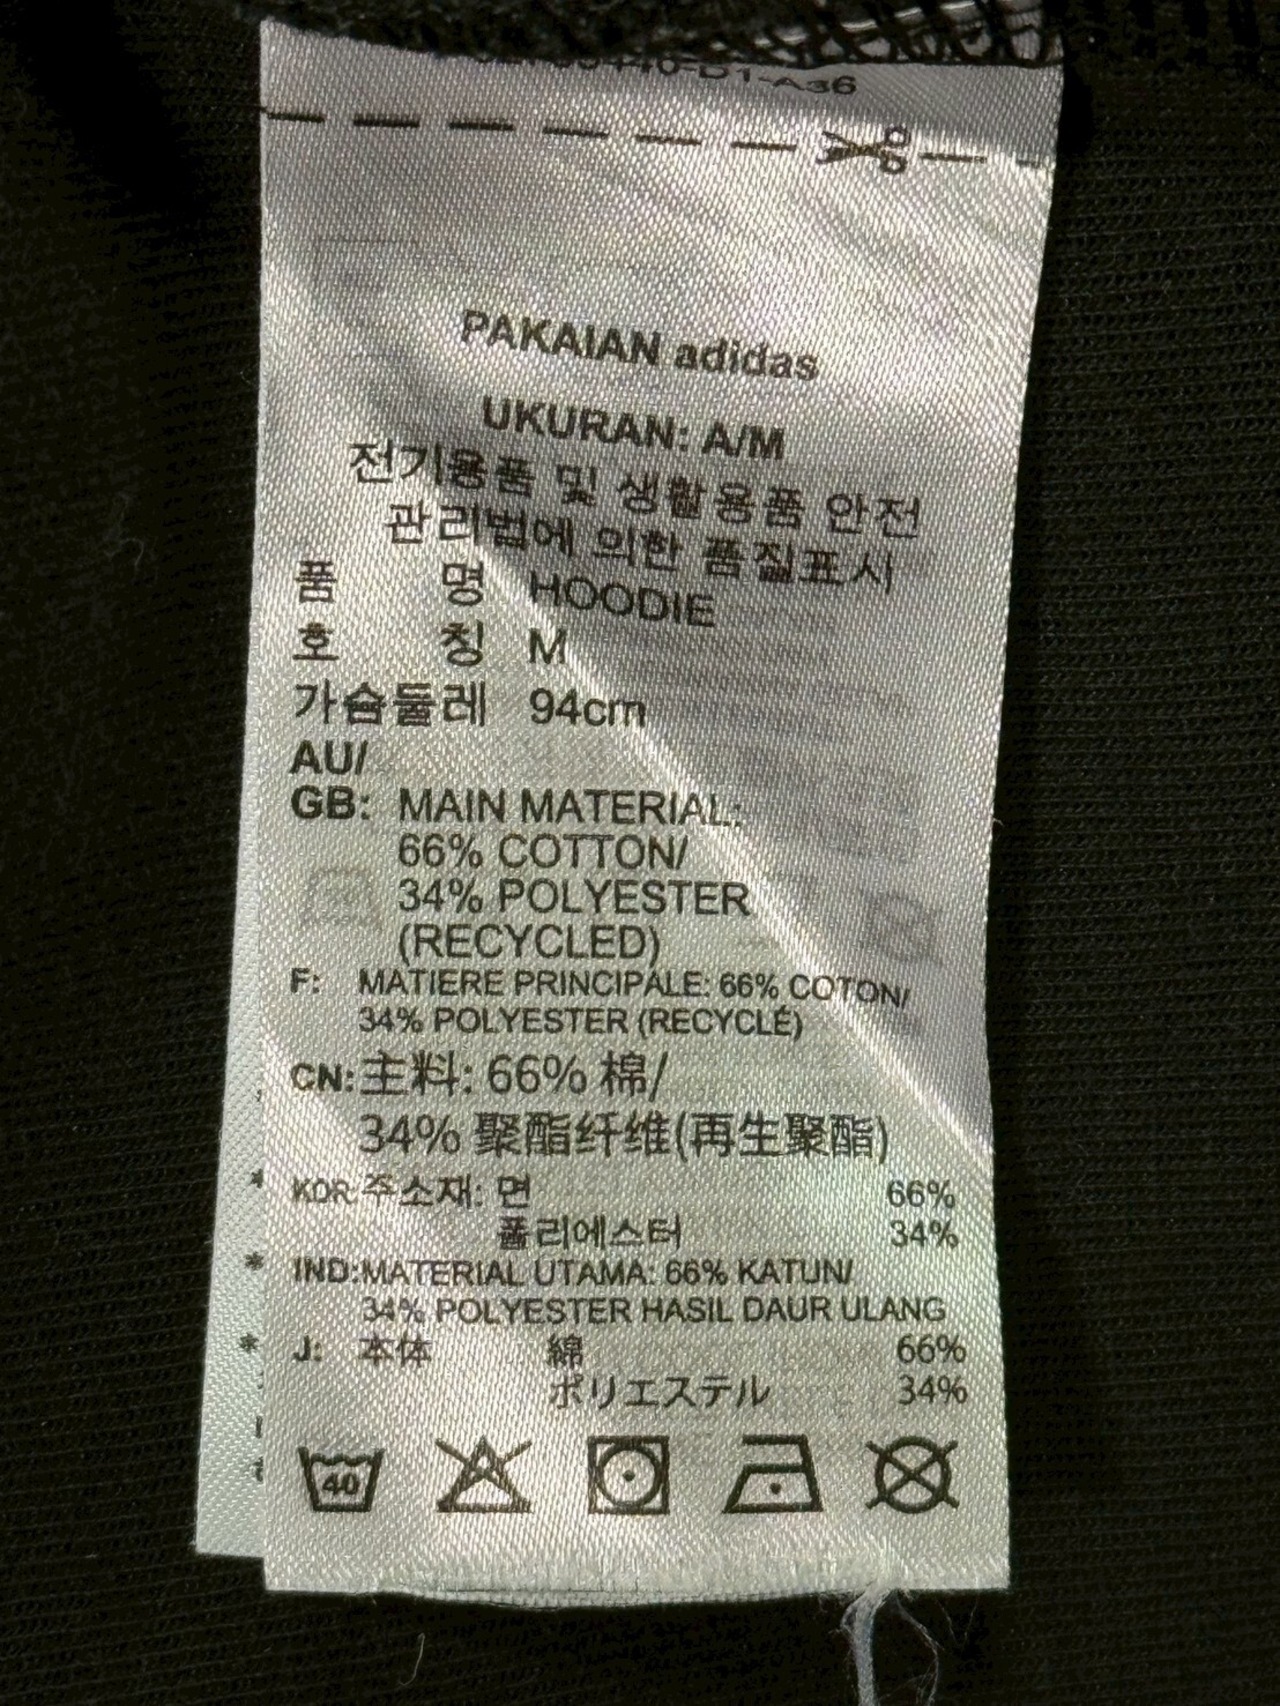 PAKAIAN adidas
UKURAN: A/M
전기용품 및 생활용품 안전
관리법에 의한 품질표시
품 명 HOODIE
호 칭 M
가슴둘레 94cm
AU/
GB: MAIN MATERIAL:
66% COTTON/
34% POLYESTER
(RECYCLED)
F: MATIERE PRINCIPALE: 66% COTON/
34% POLYESTER (RECYCLÉ)
CN: 主料: 66% 棉/
34% 聚酯纤维(再生聚酯)
KOR 주소재: 면 66%
폴리에스터 34%
IND: MATERIAL UTAMA: 66% KATUN/
34% POLYESTER HASIL DAUR ULANG
J: 本体 綿 66%
ポリエステル 34%
40